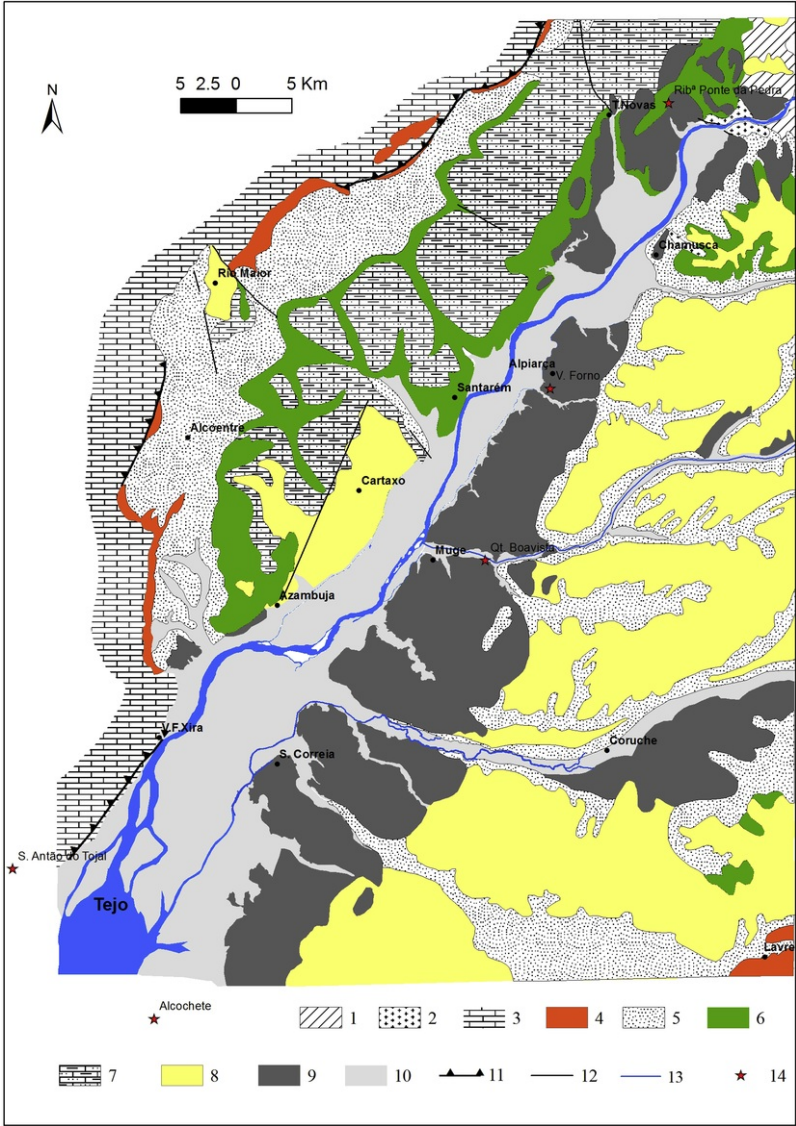 N
5 2.5 0 5 Km
Ribª Ponte da Pedra
T.Novas
Chamusca
Rio Maior
Alpiarça
V. Forno
Santarém
Alcoentre
Cartaxo
Qt. Boavista
Muge
Azambuja
V.F.Xira
Coruche
S. Correia
S. Antão do Tojal
Tejo
Lavre
Alcochete
1 2 3 4 5 6
7 8 9 10 11 12 13 14